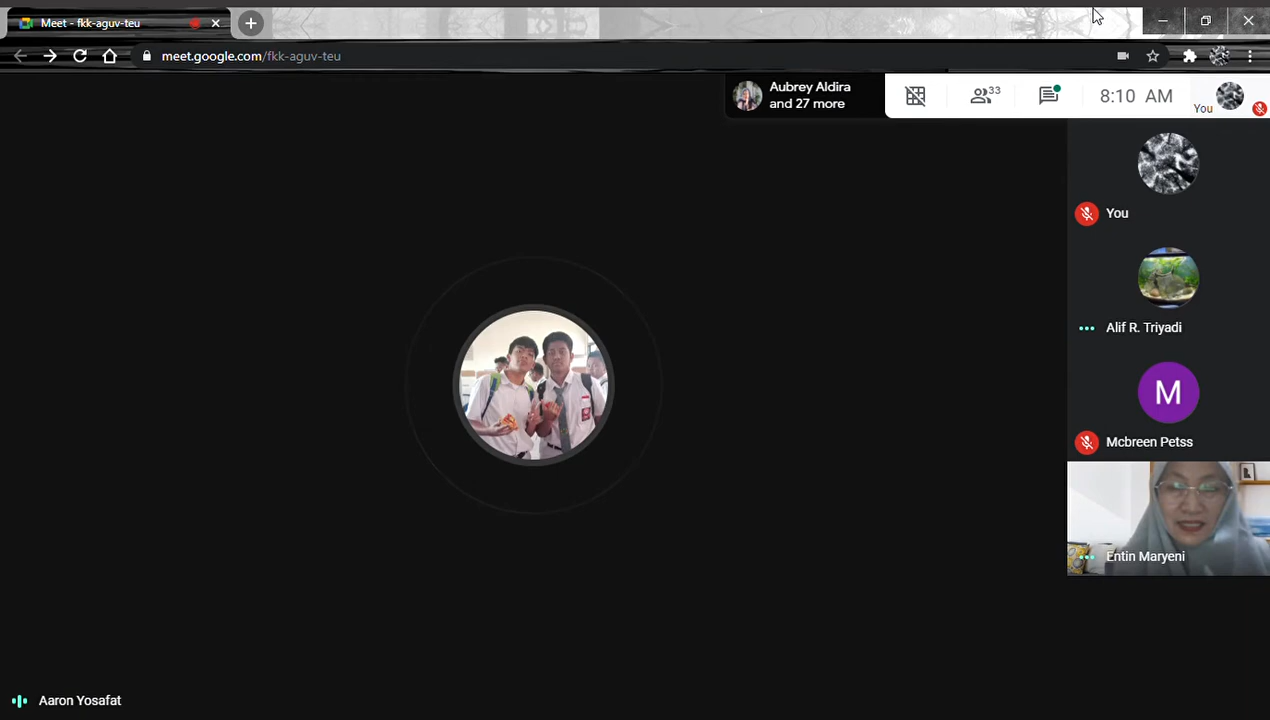 Meet - fkk-aguv-teu
meet.google.com/fkk-aguv-teu
Aubrey Aldira
and 27 more
33
8:10 AM
You
You
Alif R. Triyadi
M
Mcbreen Petss
Entin Maryeni
Aaron Yosafat